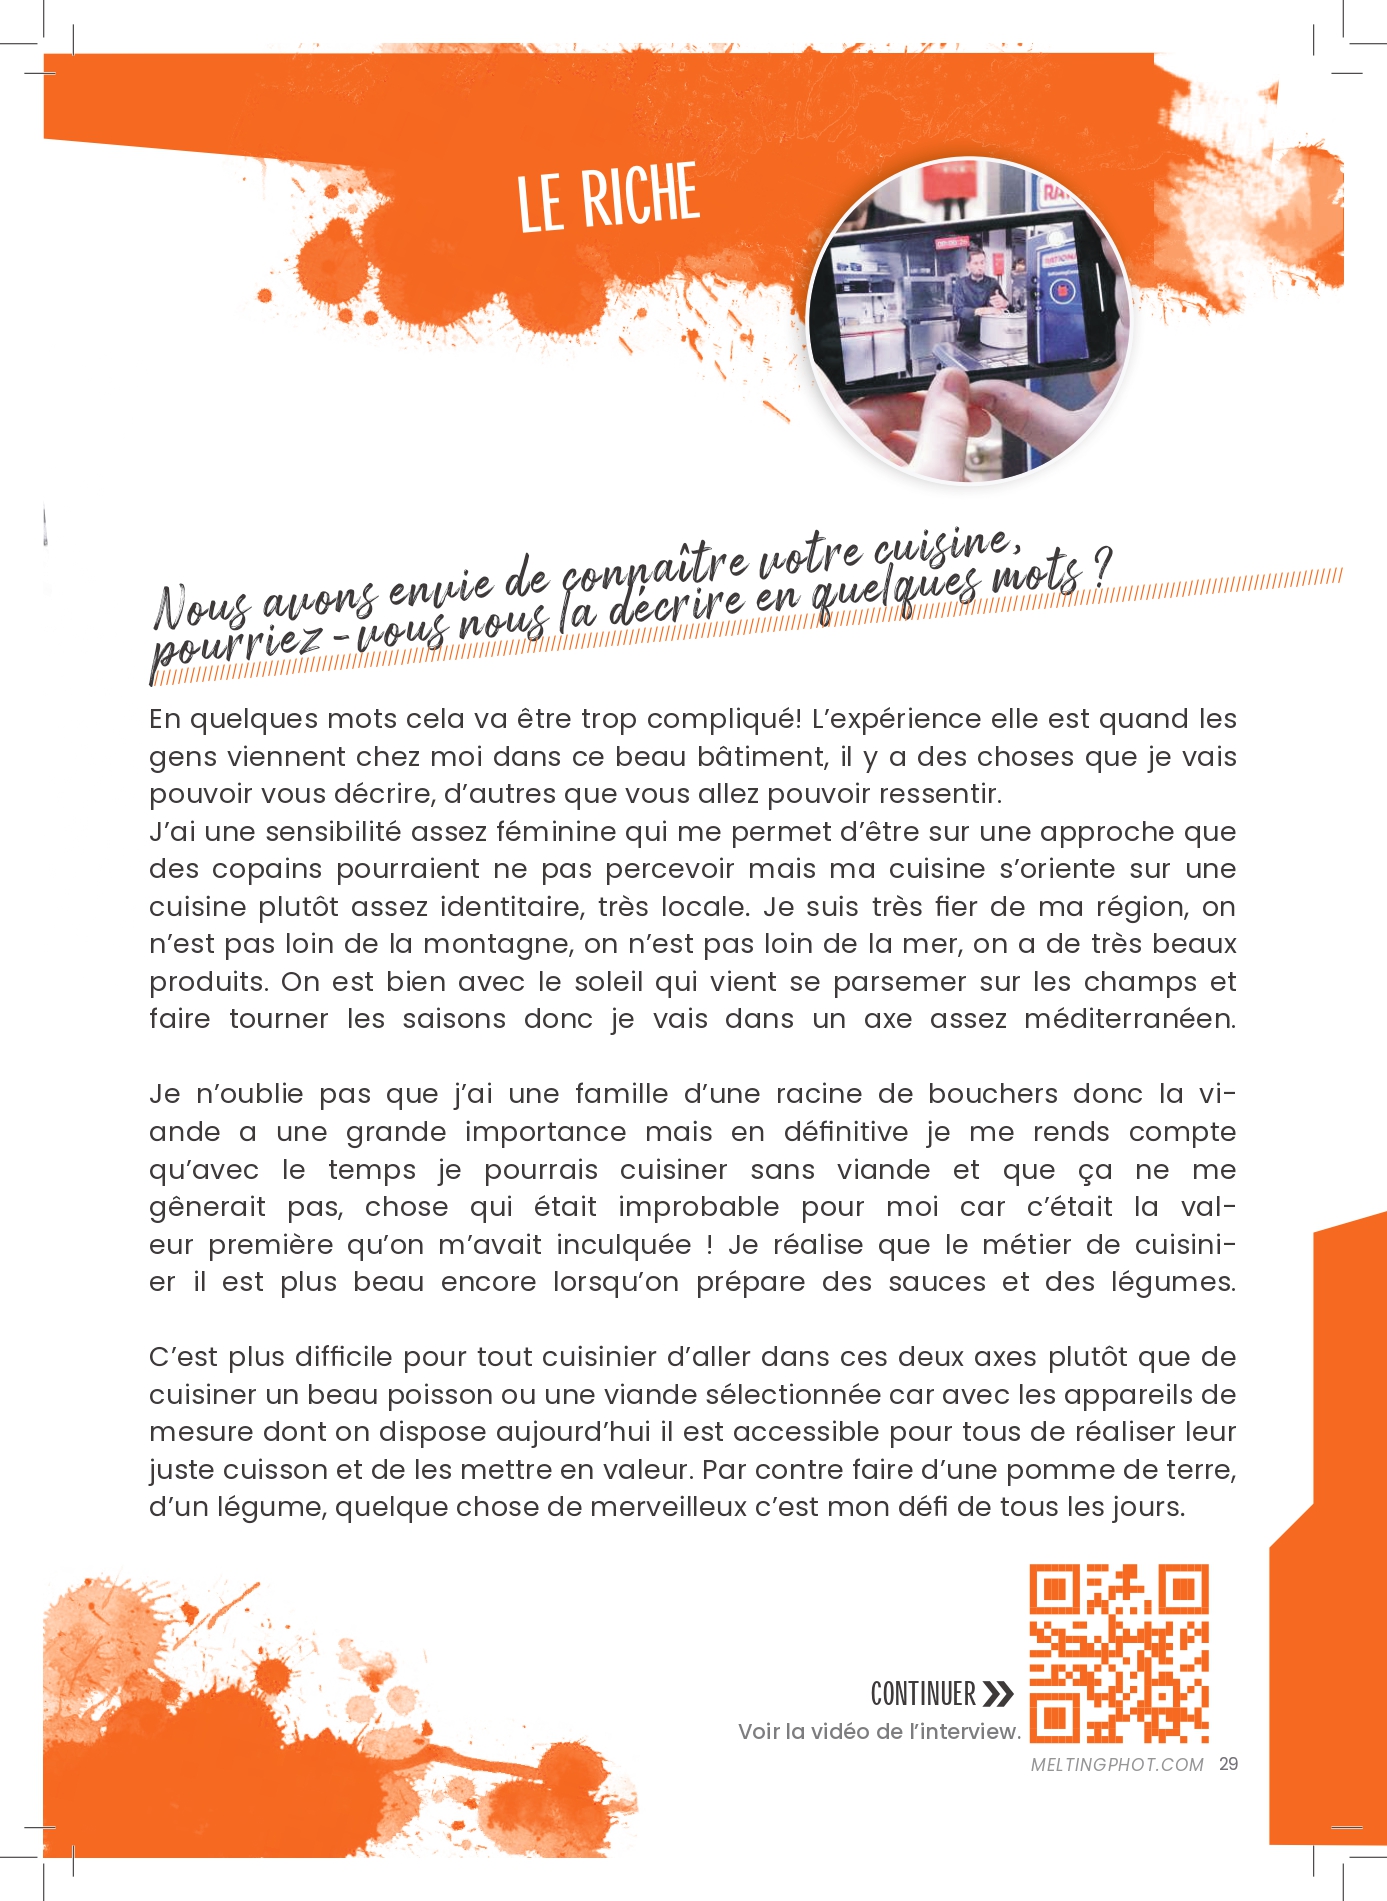 LE RICHE
Nous avons envie de connaître votre cuisine,
pourriez-vous nous la décrire en quelques mots ?
En quelques mots cela va être trop compliqué! L’expérience elle est quand les
gens viennent chez moi dans ce beau bâtiment, il y a des choses que je vais
pouvoir vous décrire, d’autres que vous allez pouvoir ressentir.
J’ai une sensibilité assez féminine qui me permet d’être sur une approche que
des copains pourraient ne pas percevoir mais ma cuisine s’oriente sur une
cuisine plutôt assez identitaire, très locale. Je suis très fier de ma région, on
n’est pas loin de la montagne, on n’est pas loin de la mer, on a de très beaux
produits. On est bien avec le soleil qui vient se parsemer sur les champs et
faire tourner les saisons donc je vais dans un axe assez méditerranéen.
Je n’oublie pas que j’ai une famille d’une racine de bouchers donc la vi-
ande a une grande importance mais en définitive je me rends compte
qu’avec le temps je pourrais cuisiner sans viande et que ça ne me
gênerait pas, chose qui était improbable pour moi car c’était la val-
eur première qu’on m’avait inculquée ! Je réalise que le métier de cuisini-
er il est plus beau encore lorsqu’on prépare des sauces et des légumes.
C’est plus difficile pour tout cuisinier d’aller dans ces deux axes plutôt que de
cuisiner un beau poisson ou une viande sélectionnée car avec les appareils de
mesure dont on dispose aujourd’hui il est accessible pour tous de réaliser leur
juste cuisson et de les mettre en valeur. Par contre faire d’une pomme de terre,
d’un légume, quelque chose de merveilleux c’est mon défi de tous les jours.
CONTINUER
Voir la vidéo de l’interview.
MELTINGPHOT.COM 29